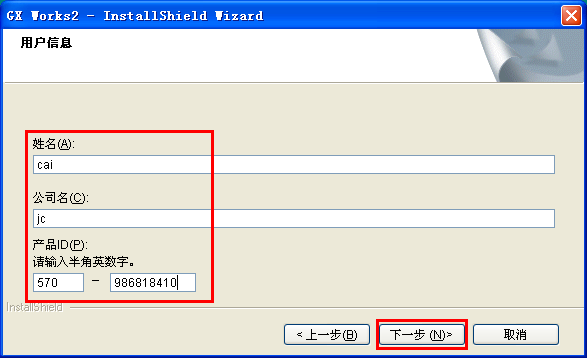 GX Works2 - InstallShield Wizard
用户信息
姓名(A):
cai
公司名(C):
jc
产品ID(P):
请输入半角英数字。
570 - 986818410
InstallShield
< 上一步(B) 下一步 (N)> 取消